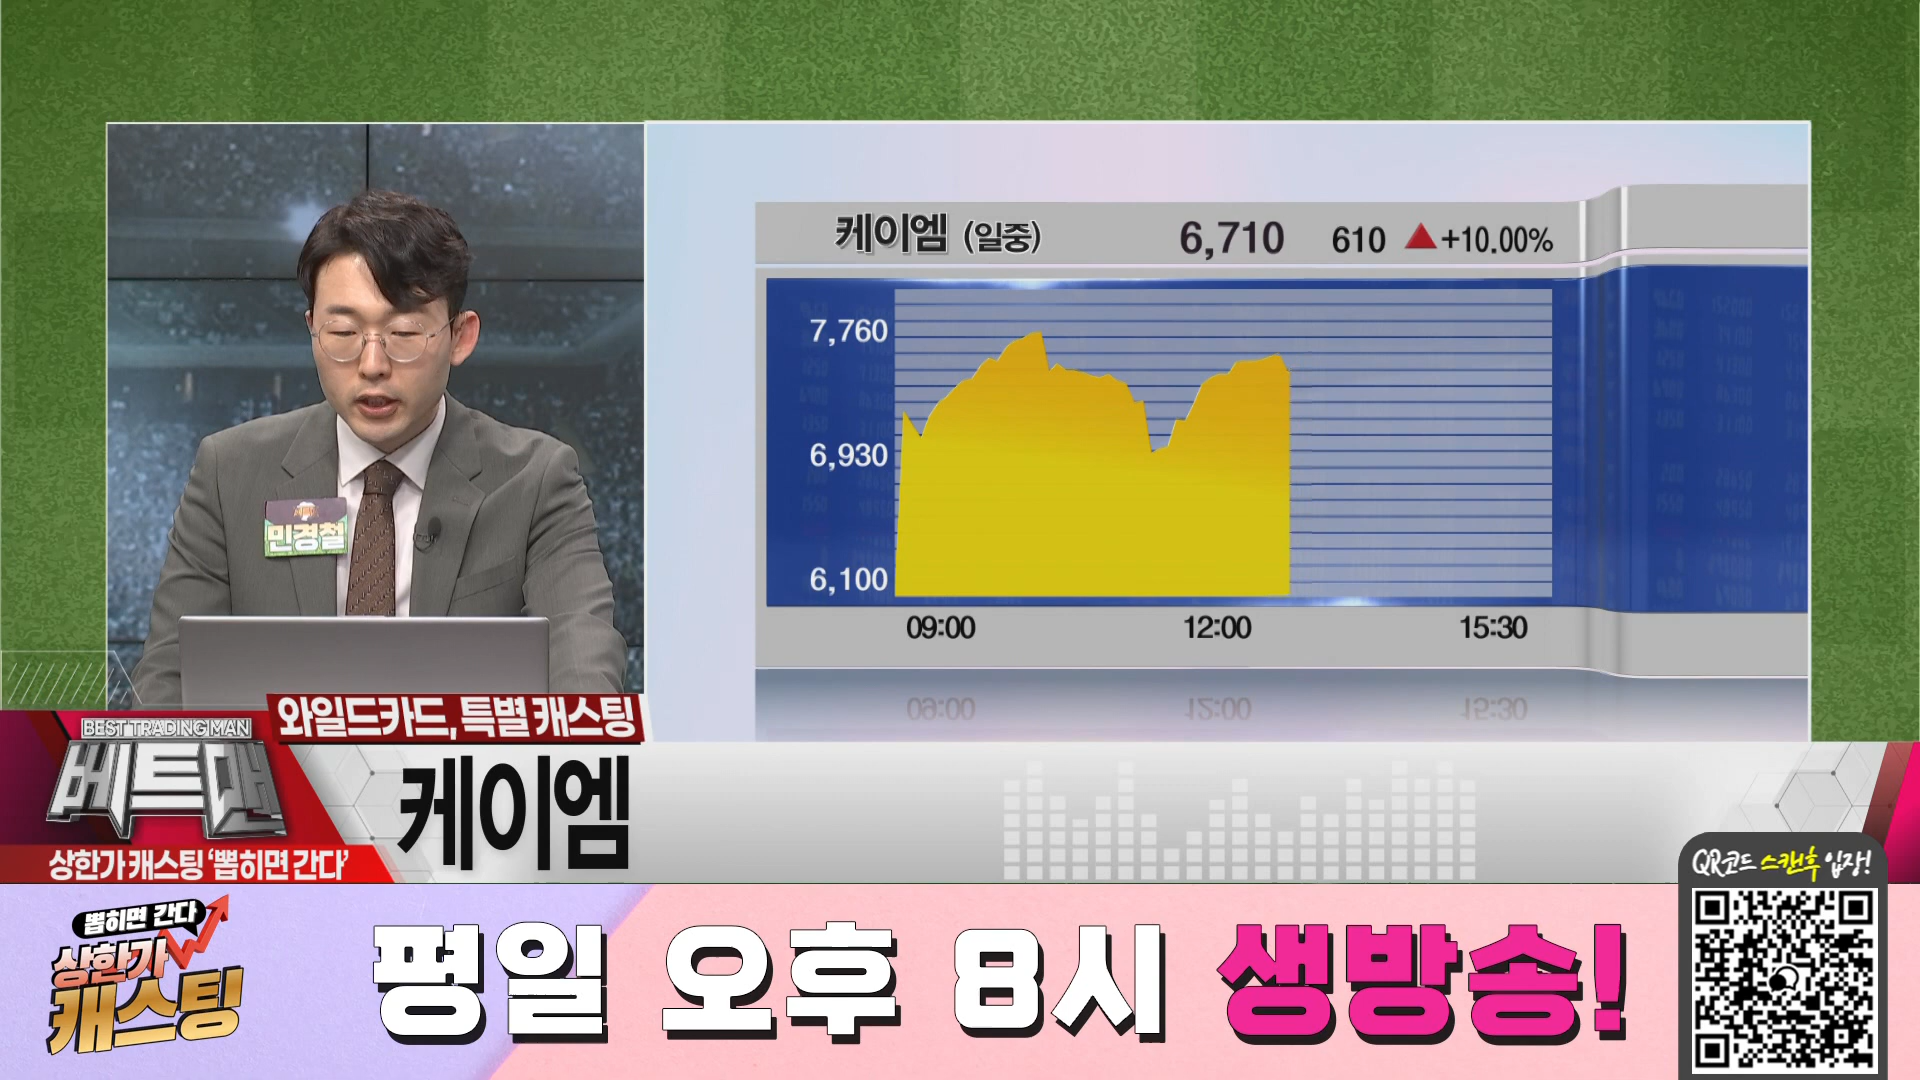 케이엠 (일중) 6,710 610 ▲+10.00%
7,760
6,930
6,100
09:00 12:00 15:30
민경철
와일드카드, 특별 캐스팅
BEST TRADING MAN
베트맨
케이엠
상한가 캐스팅 '뽑히면 간다'
QR코드 스캔 후 입장!
뽑히면 간다
상한가
캐스팅
평일 오후 8시 생방송!